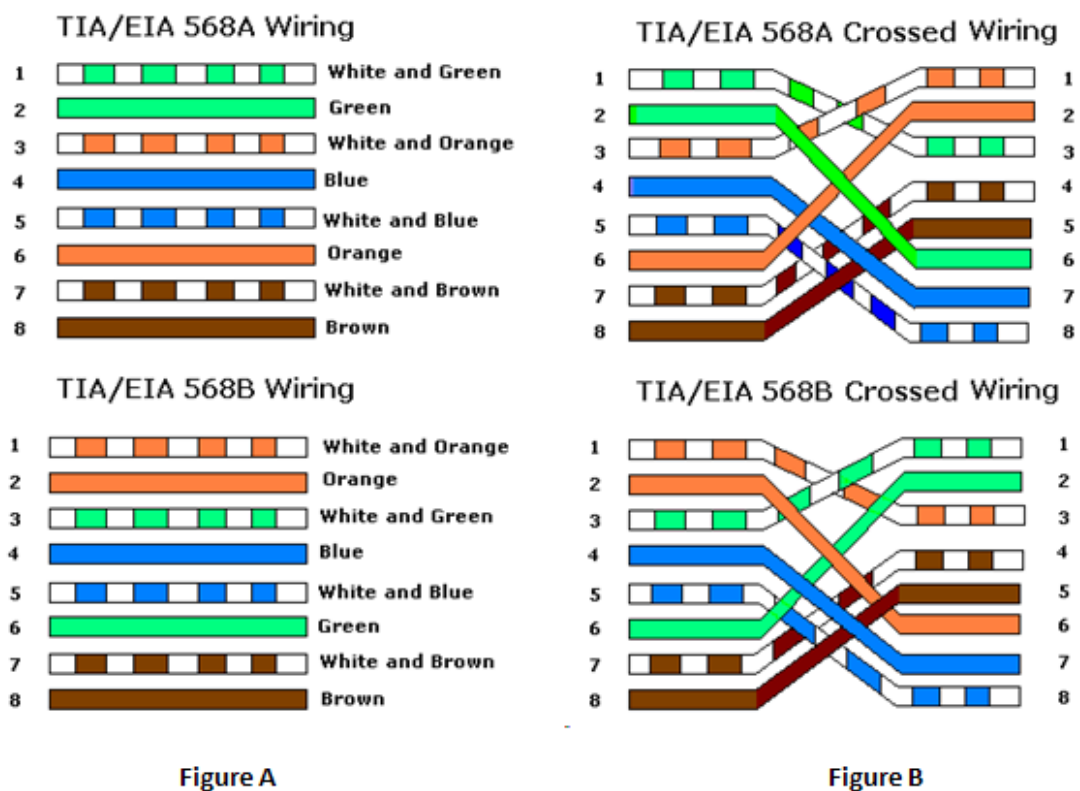 TIA/EIA 568A Wiring
1 White and Green
2 Green
3 White and Orange
4 Blue
5 White and Blue
6 Orange
7 White and Brown
8 Brown
TIA/EIA 568A Crossed Wiring
1 1
2 2
3 3
4 4
5 5
6 6
7 7
8 8
TIA/EIA 568B Wiring
1 White and Orange
2 Orange
3 White and Green
4 Blue
5 White and Blue
6 Green
7 White and Brown
8 Brown
TIA/EIA 568B Crossed Wiring
1 1
2 2
3 3
4 4
5 5
6 6
7 7
8 8
Figure A
Figure B